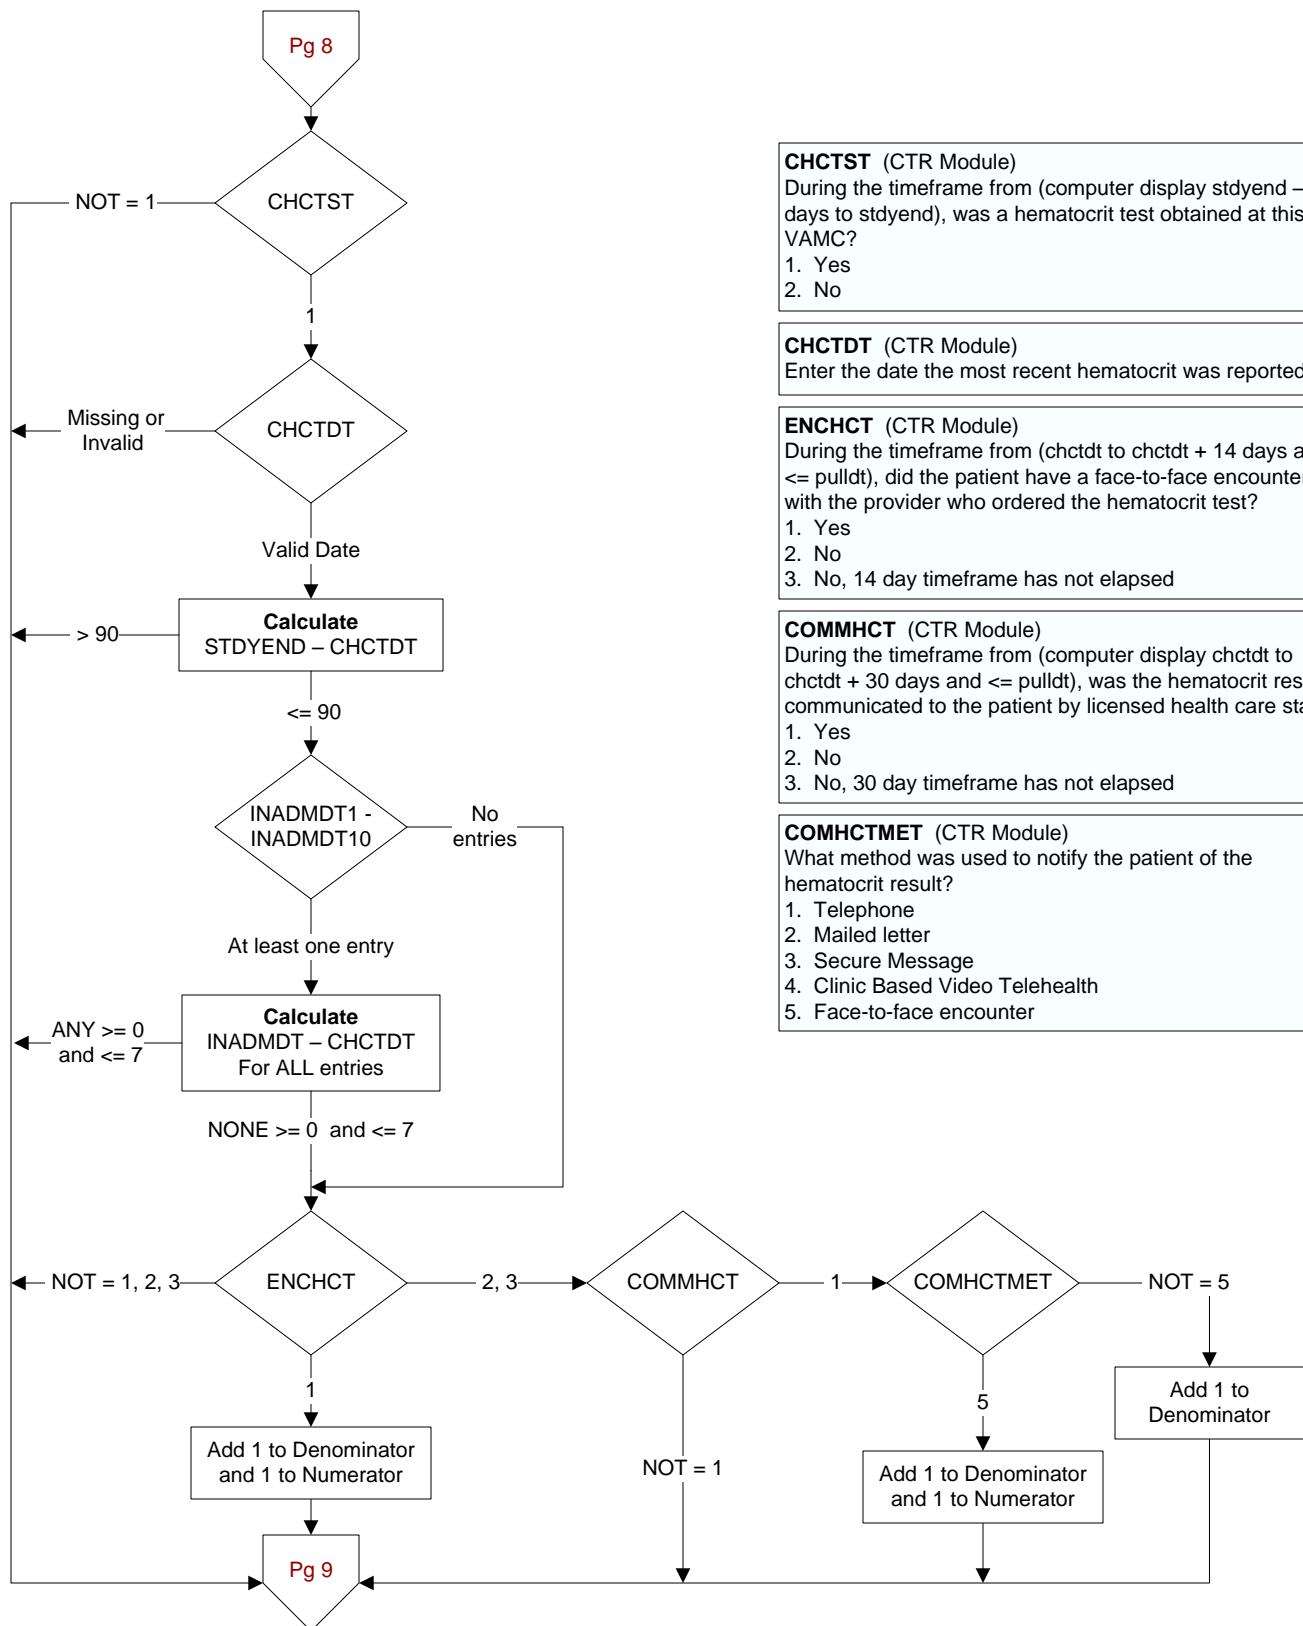 Pg 8
CHCTST
NOT = 1
1
CHCTDT
Missing or
Invalid
Valid Date
Calculate
STDYEND – CHCTDT
> 90
<= 90
INADMDT1 -
INADMDT10
No
entries
At least one entry
Calculate
INADMDT – CHCTDT
For ALL entries
ANY >= 0
and <= 7
NONE >= 0 and <= 7
NOT = 1, 2, 3
ENCHCT
2, 3
COMMHCT
1
COMHCTMET
NOT = 5
1
Add 1 to Denominator
and 1 to Numerator
NOT = 1
5
Add 1 to Denominator
and 1 to Numerator
Add 1 to
Denominator
Pg 9
CHCTST (CTR Module)
During the timeframe from (computer display stdyend –
days to stdyend), was a hematocrit test obtained at this
VAMC?
1. Yes
2. No
CHCTDT (CTR Module)
Enter the date the most recent hematocrit was reported
ENCHCT (CTR Module)
During the timeframe from (chctdt to chctdt + 14 days
<= pulldt), did the patient have a face-to-face encounter
with the provider who ordered the hematocrit test?
1. Yes
2. No
3. No, 14 day timeframe has not elapsed
COMMHCT (CTR Module)
During the timeframe from (computer display chctdt to
chctdt + 30 days and <= pulldt), was the hematocrit
communicated to the patient by licensed health care
1. Yes
2. No
3. No, 30 day timeframe has not elapsed
COMHCTMET (CTR Module)
What method was used to notify the patient of the
hematocrit result?
1. Telephone
2. Mailed letter
3. Secure Message
4. Clinic Based Video Telehealth
5. Face-to-face encounter